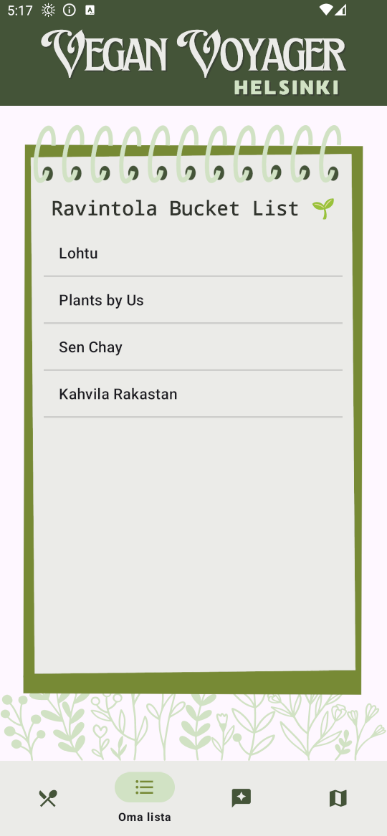 5:17
VEGAN VOYAGER
HELSINKI
Ravintola Bucket List 🌱
Lohtu
Plants by Us
Sen Chay
Kahvila Rakastan
Oma lista